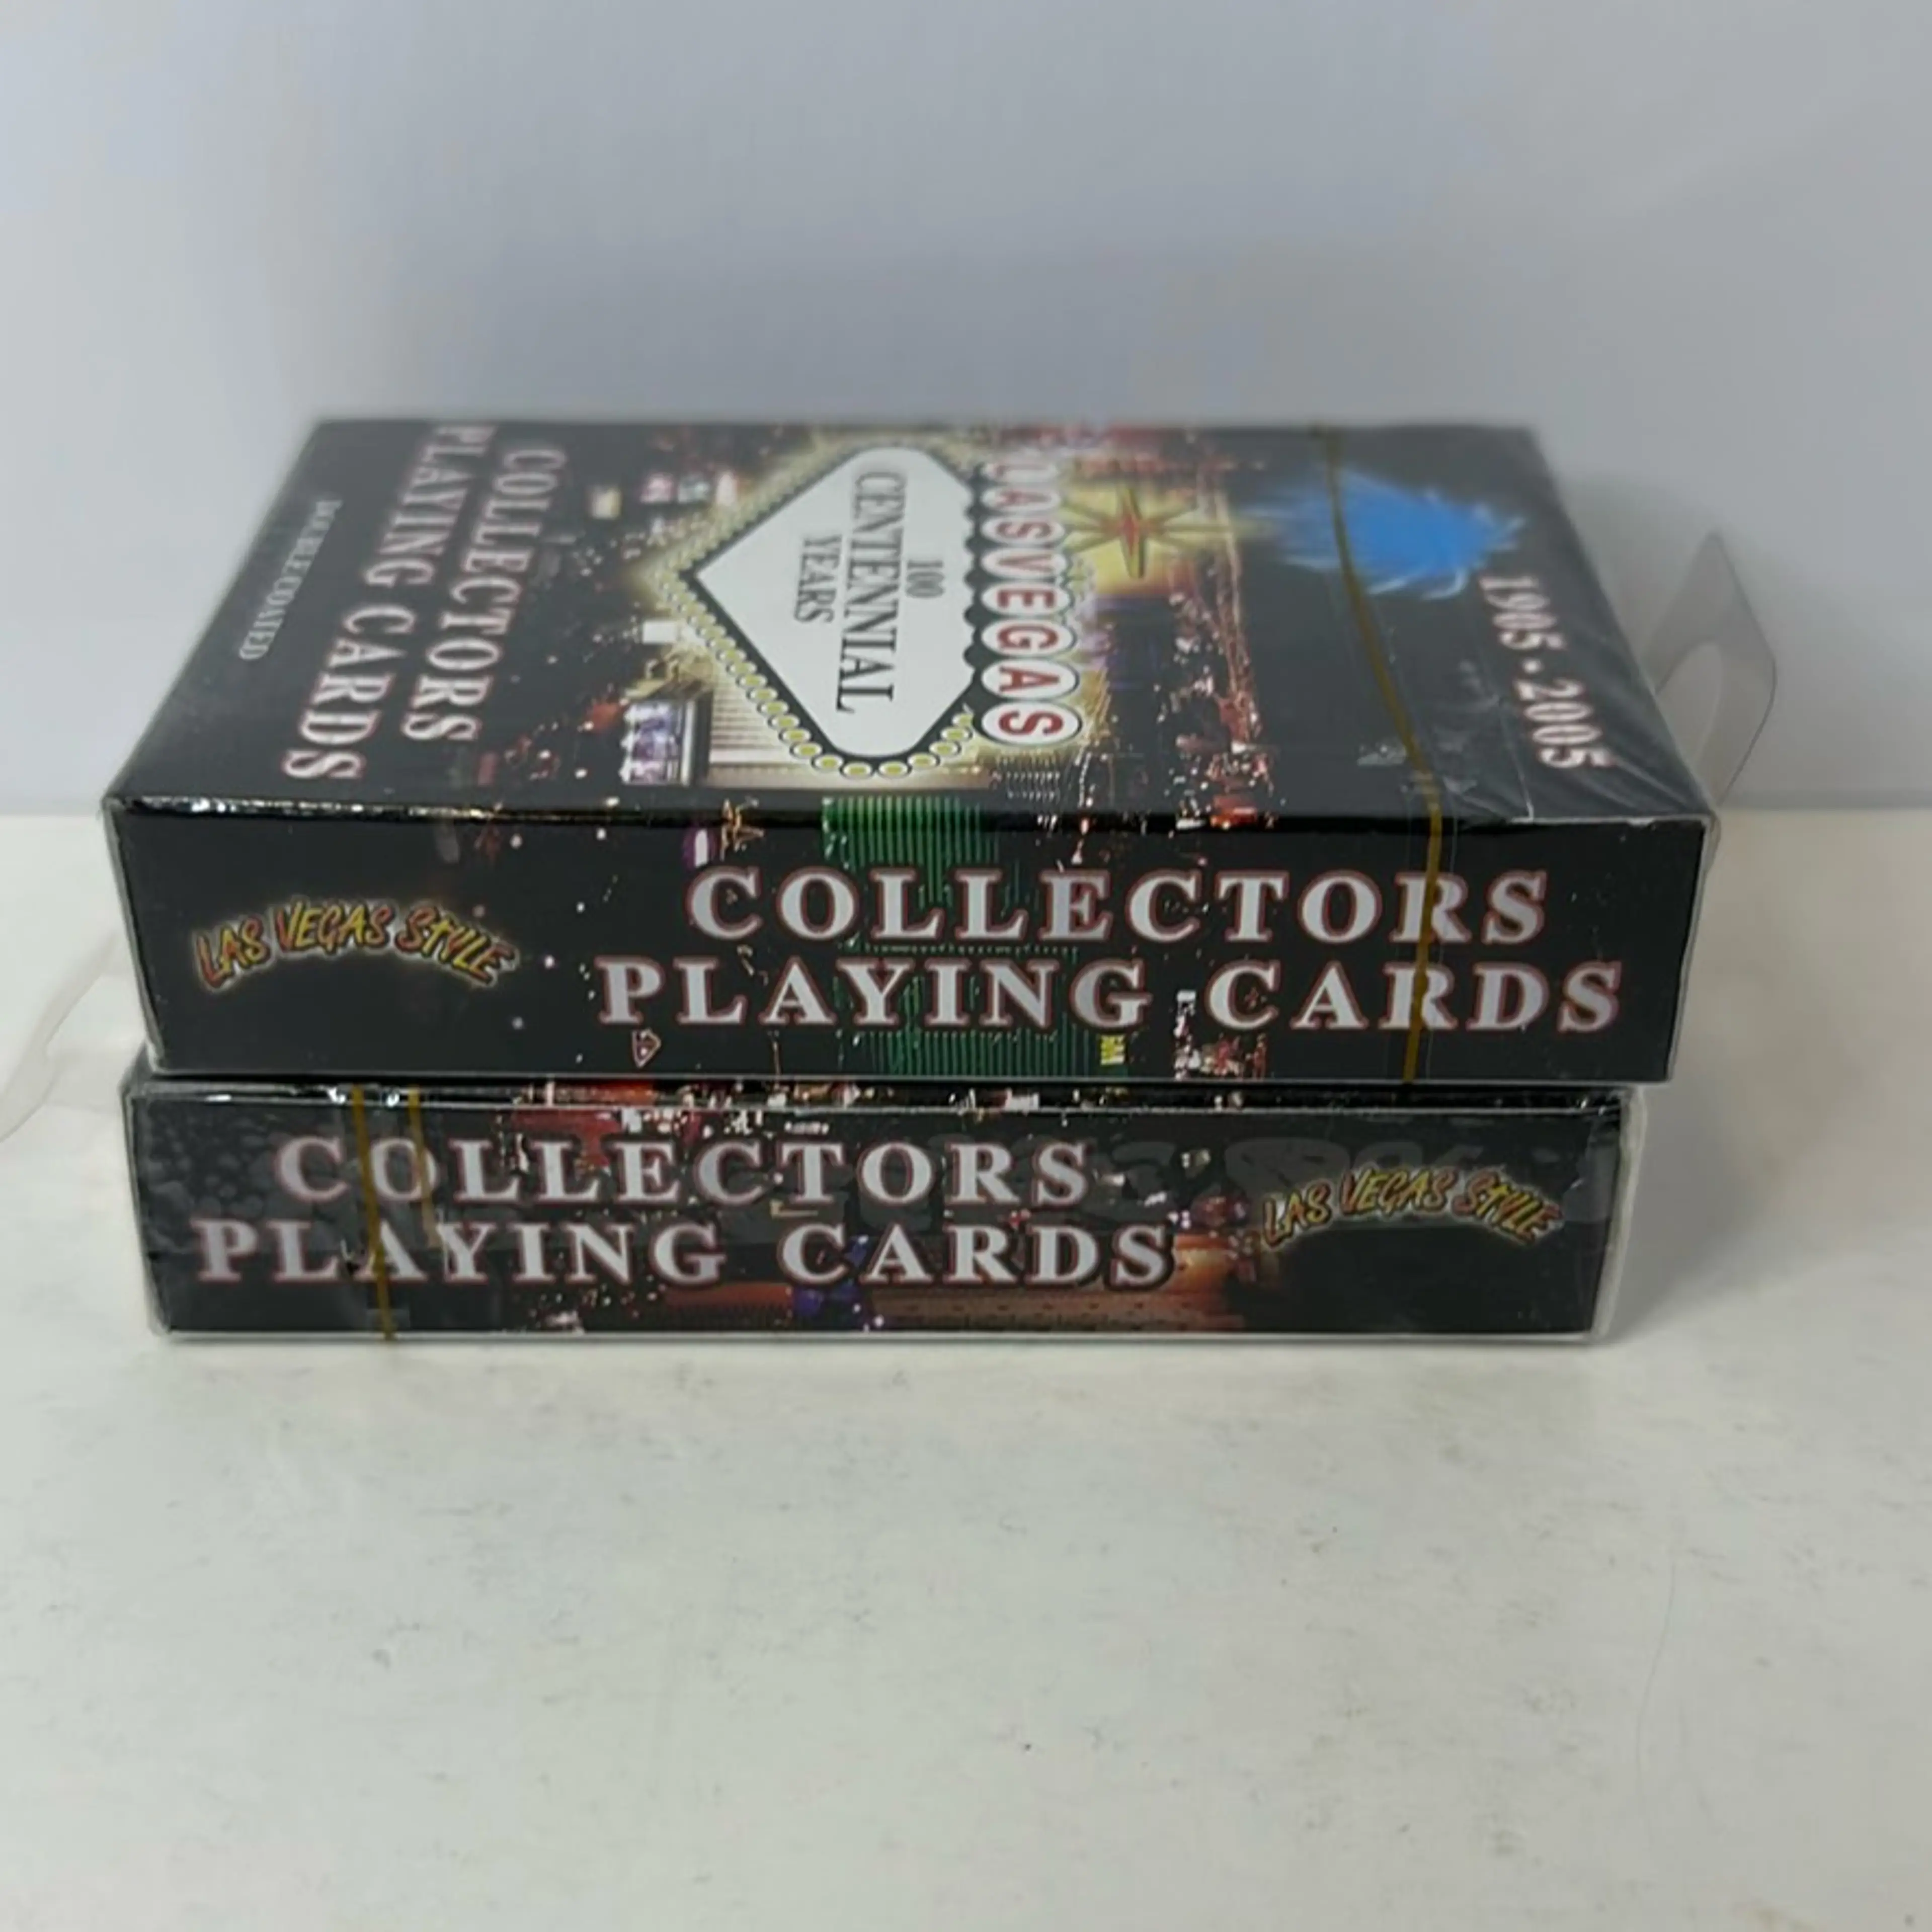 1905 • 2005
LAS VEGAS
100
CENTENNIAL
YEARS
COLLECTORS
PLAYING CARDS
DOUBLE COATED
LAS VEGAS STYLE
COLLECTORS
PLAYING CARDS
COLLECTORS
PLAYING CARDS
LAS VEGAS STYLE